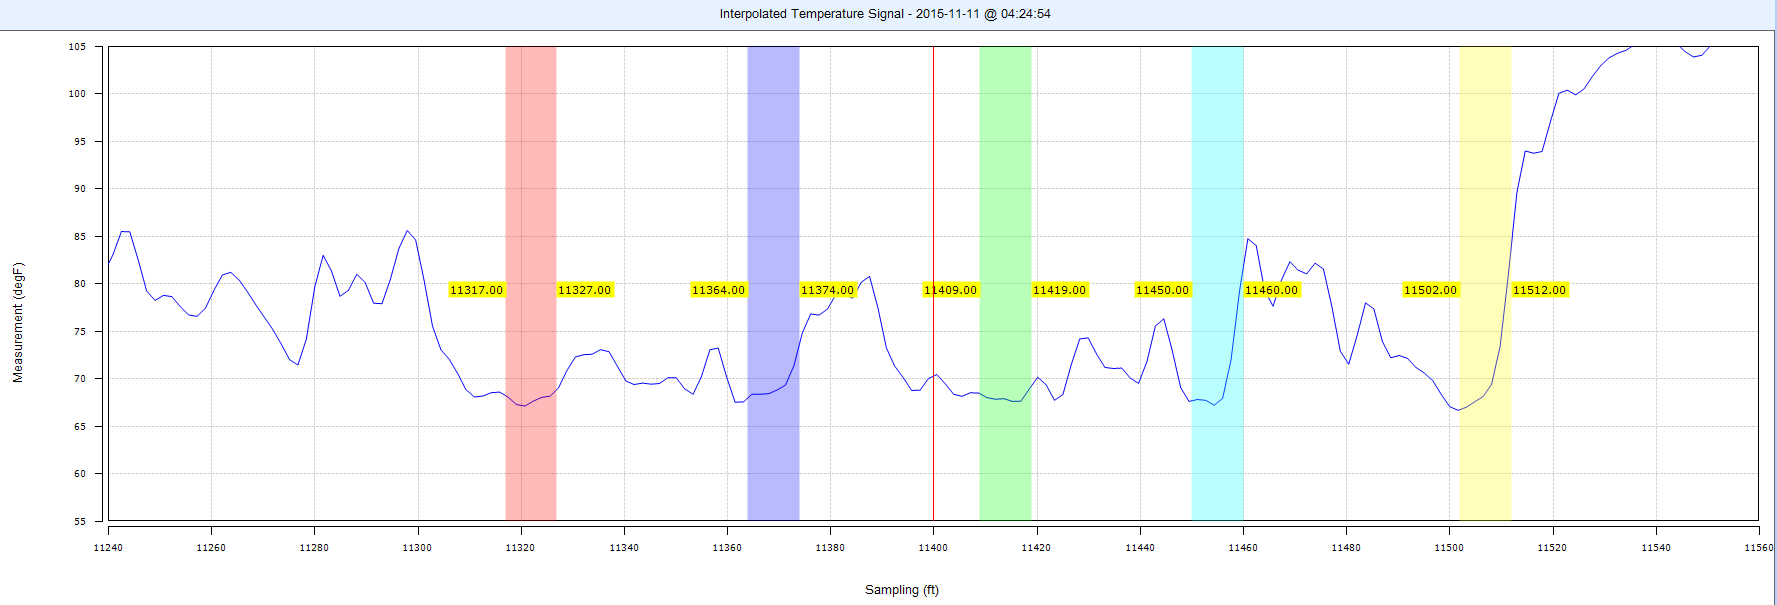 Interpolated Temperature Signal - 2015-11-11 @ 04:24:54
105
100
95
90
85
80
75
70
65
60
55
Measurement (degF)
11317.00 11327.00 11364.00 11374.00 11409.00 11419.00 11450.00 11460.00 11502.00 11512.00
11240 11260 11280 11300 11320 11340 11360 11380 11400 11420 11440 11460 11480 11500 11520 11540 11560
Sampling (ft)